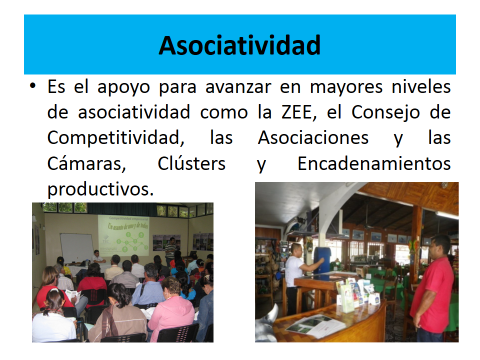 Asociatividad
• Es el apoyo para avanzar en mayores niveles
de asociatividad como la ZEE, el Consejo de
Competitividad, las Asociaciones y las
Cámaras, Clústers y Encadenamientos
productivos.